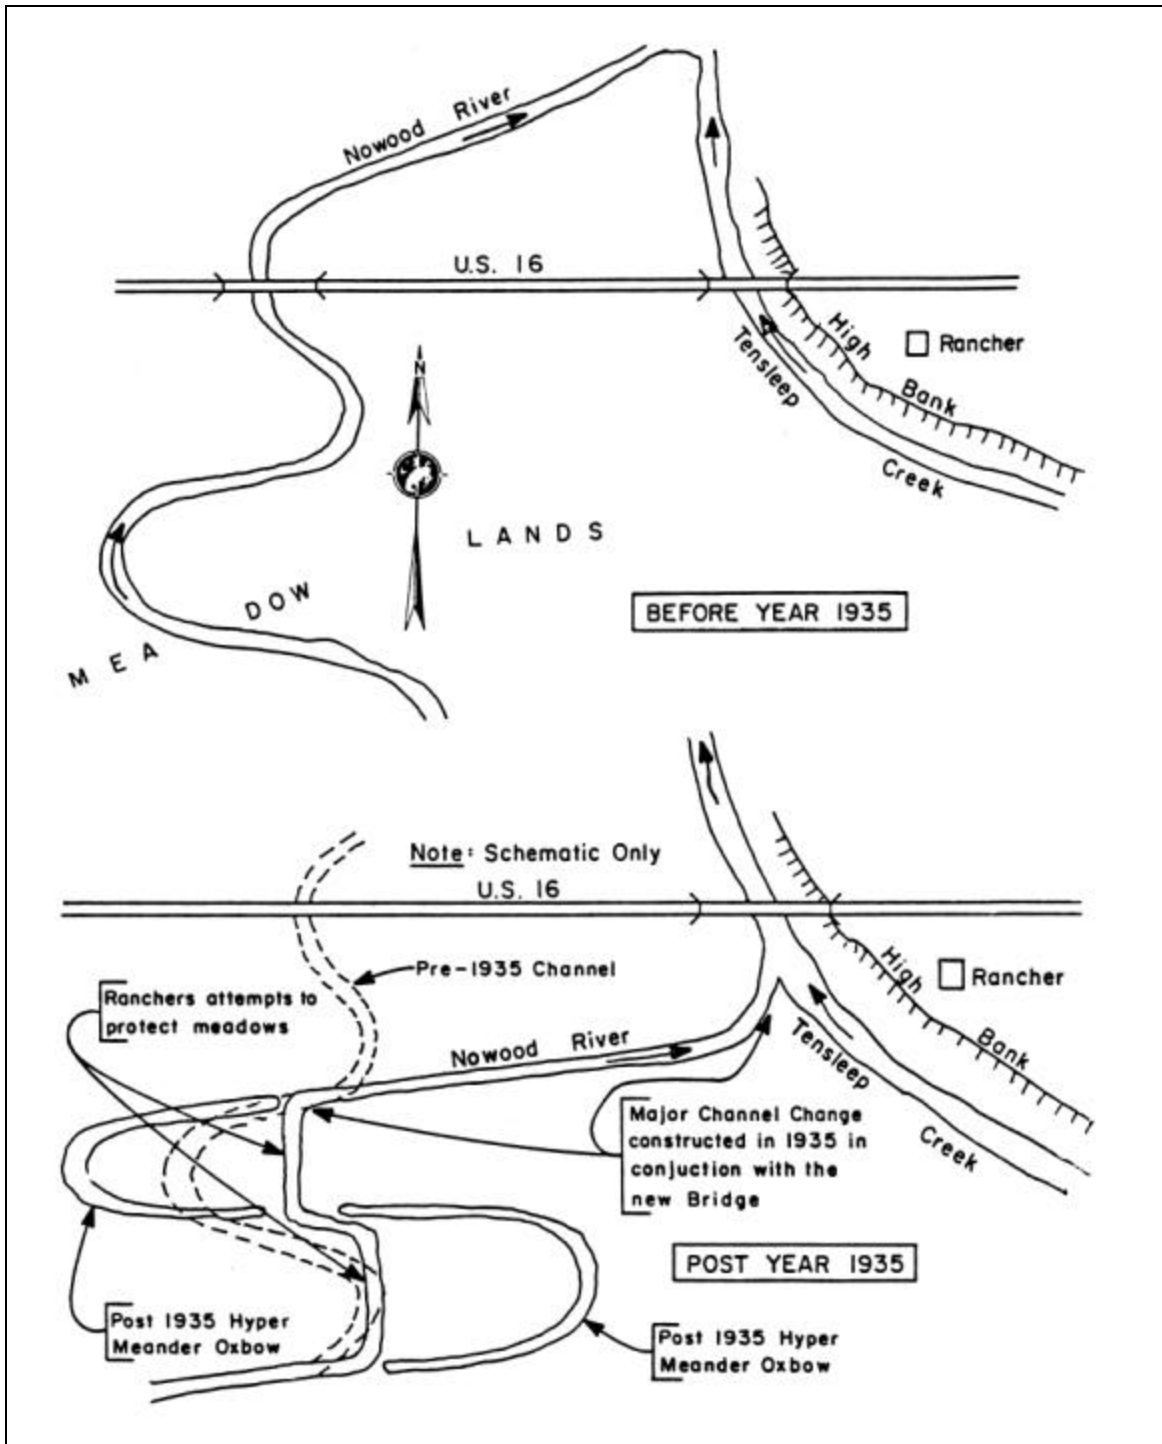 Nowood River
U.S. 16
High
Bank
Rancher
Tensleep
Creek
N
LANDS
MEA DOW
BEFORE YEAR 1935
Note: Schematic Only
U.S. 16
Pre-1935 Channel
High
Bank
Rancher
Ranchers attempts to
protect meadows
Nowood River
Tensleep
Creek
Major Channel Change
constructed in 1935 in
conjuction with the
new Bridge
POST YEAR 1935
Post 1935 Hyper
Meander Oxbow
Post 1935 Hyper
Meander Oxbow